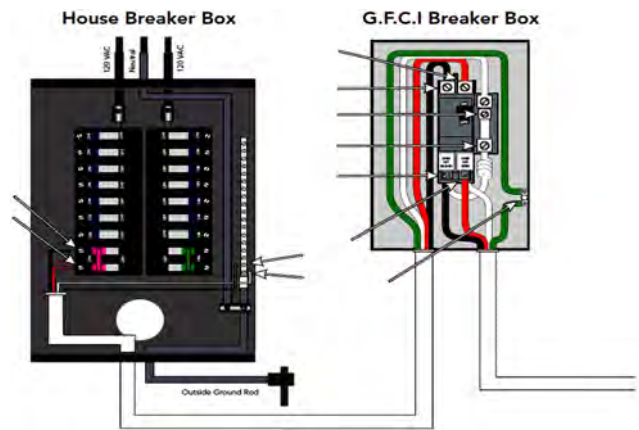 House Breaker Box
G.F.C.I Breaker Box
120 VAC
Neutral
120 VAC
Outside Ground Rod